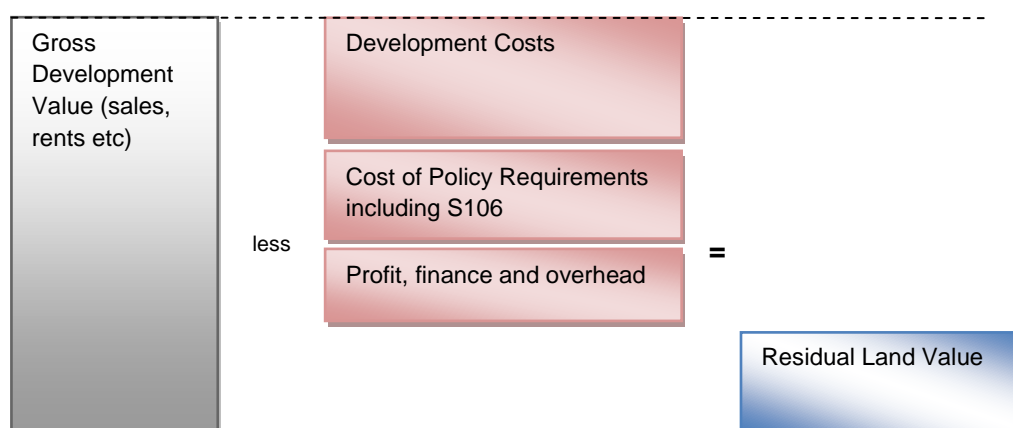 Gross
Development
Value (sales,
rents etc)
less
Development Costs
Cost of Policy Requirements
including S106
Profit, finance and overhead
=
Residual Land Value